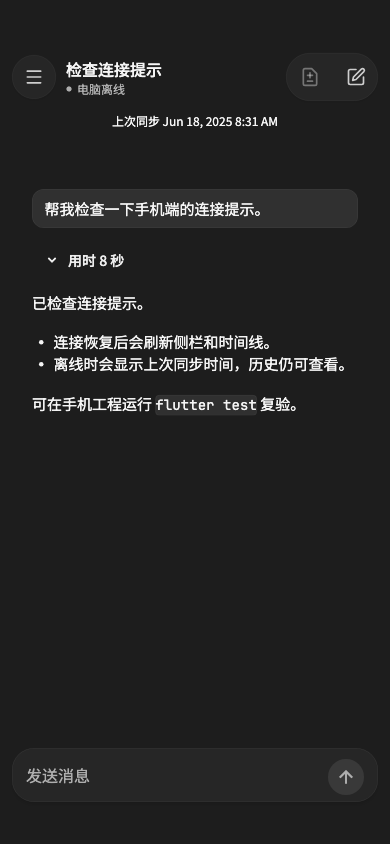 检查连接提示
电脑离线
上次同步 Jun 18, 2025 8:31 AM
帮我检查一下手机端的连接提示。
用时 8 秒
已检查连接提示。
• 连接恢复后会刷新侧栏和时间线。
• 离线时会显示上次同步时间，历史仍可查看。
可在手机工程运行 flutter test 复验。
发送消息